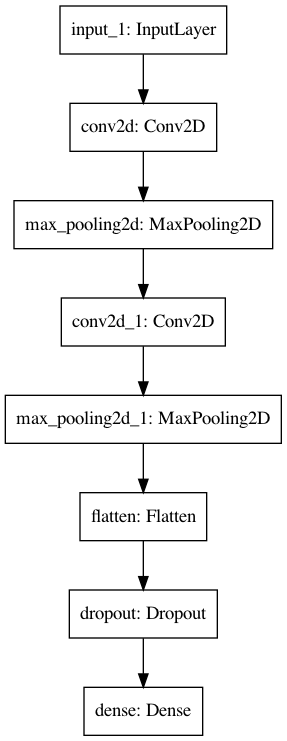 input_1: InputLayer
conv2d: Conv2D
max_pooling2d: MaxPooling2D
conv2d_1: Conv2D
max_pooling2d_1: MaxPooling2D
flatten: Flatten
dropout: Dropout
dense: Dense